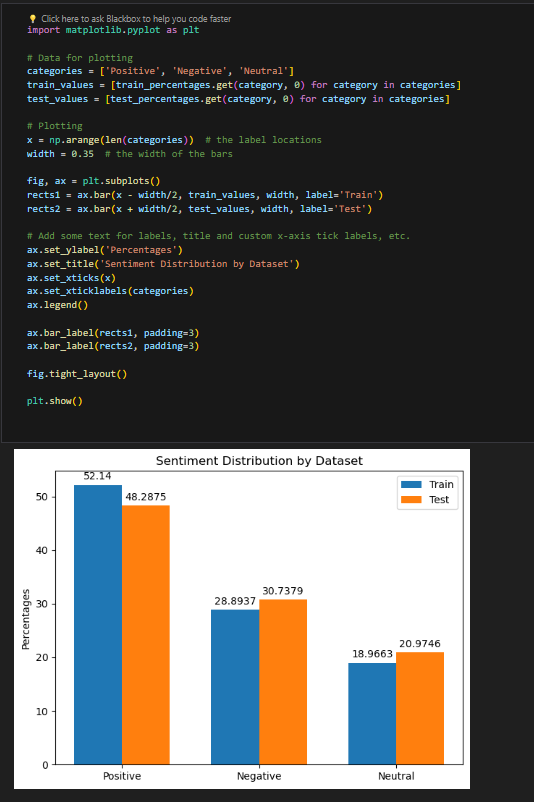 💡 Click here to ask Blackbox to help you code faster
import matplotlib.pyplot as plt
# Data for plotting
categories = ['Positive', 'Negative', 'Neutral']
train_values = [train_percentages.get(category, 0) for category in categories]
test_values = [test_percentages.get(category, 0) for category in categories]
# Plotting
x = np.arange(len(categories))  # the label locations
width = 0.35  # the width of the bars
fig, ax = plt.subplots()
rects1 = ax.bar(x - width/2, train_values, width, label='Train')
rects2 = ax.bar(x + width/2, test_values, width, label='Test')
# Add some text for labels, title and custom x-axis tick labels, etc.
ax.set_ylabel('Percentages')
ax.set_title('Sentiment Distribution by Dataset')
ax.set_xticks(x)
ax.set_xticklabels(categories)
ax.legend()
ax.bar_label(rects1, padding=3)
ax.bar_label(rects2, padding=3)
fig.tight_layout()
plt.show()
Sentiment Distribution by Dataset
52.14
48.2875
Train
Test
50
40
30
20
10
0
Percentages
28.8937
30.7379
18.9663
20.9746
Positive
Negative
Neutral